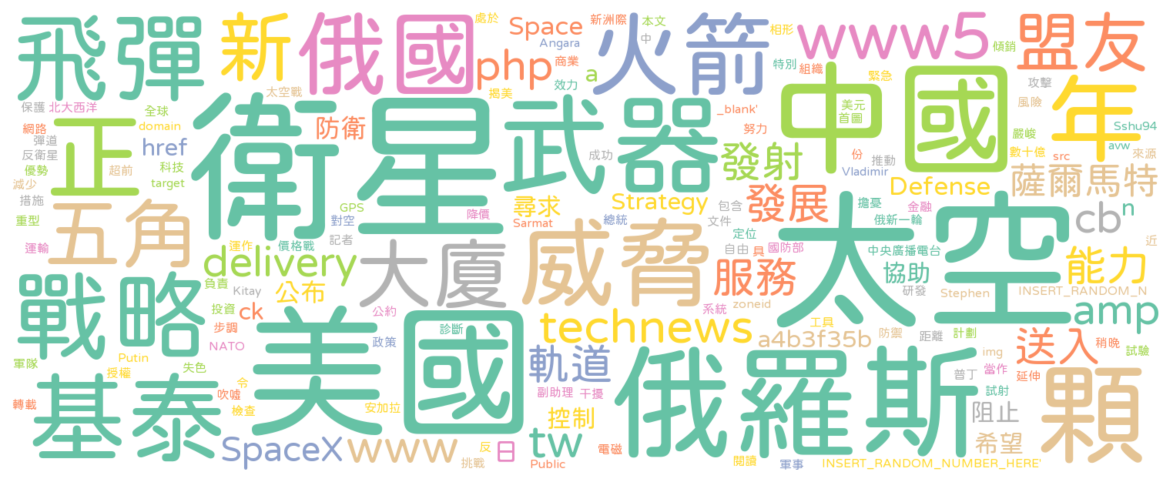 飛彈
新
俄國
處於
Space
新洲際
本文
中
Angara
火箭
相形
www5
傾銷
盟友
商業
php
a
效力
揭美
太空戰
特別
組織
緊急
攻擊
風險
保護
北大西洋
網路
全球
domain
彈道
反衛星
科技
優勢
超前
target
減少
措施
正
href
衛星
防衛
武器
成功
_blank'
努力
發射
份
推動
Vladimir
中國
美元
首圖
年
嚴峻
數十億
src
Sshu94
avw
來源
重型
五角
GPS
對空
降價
Sarmat
尋求
Strategy
總統
文件
包含
發展
擔憂
Defense
俄新一輪
金融
薩爾馬特
cb
n
運輸
運作
價格戰
記者
大廈
威脅
自由
定位
具
國防部
中央廣播電台
太空
協助
研發
能力
近
戰略
delivery
負責
Kitay
投資
公布
ck
步調
NATO
公約
系統
服務
zoneid
Stephen
INSERT_RANDOM_N
amp
軍隊
Putin
授權
失色
美國
診斷
政策
technews
工具
a4b3f35b
防禦
距離
計劃
img
送入
稍晚
試驗
基泰
轉載
吹噓
令
檢查
安加拉
副助理
干擾
軌道
控制
俄羅斯
普丁
當作
試射
延伸
阻止
顆
SpaceX
www
反
挑戰
日
tw
Public
電磁
閱讀
軍事
希望
INSERT_RANDOM_NUMBER_HERE'